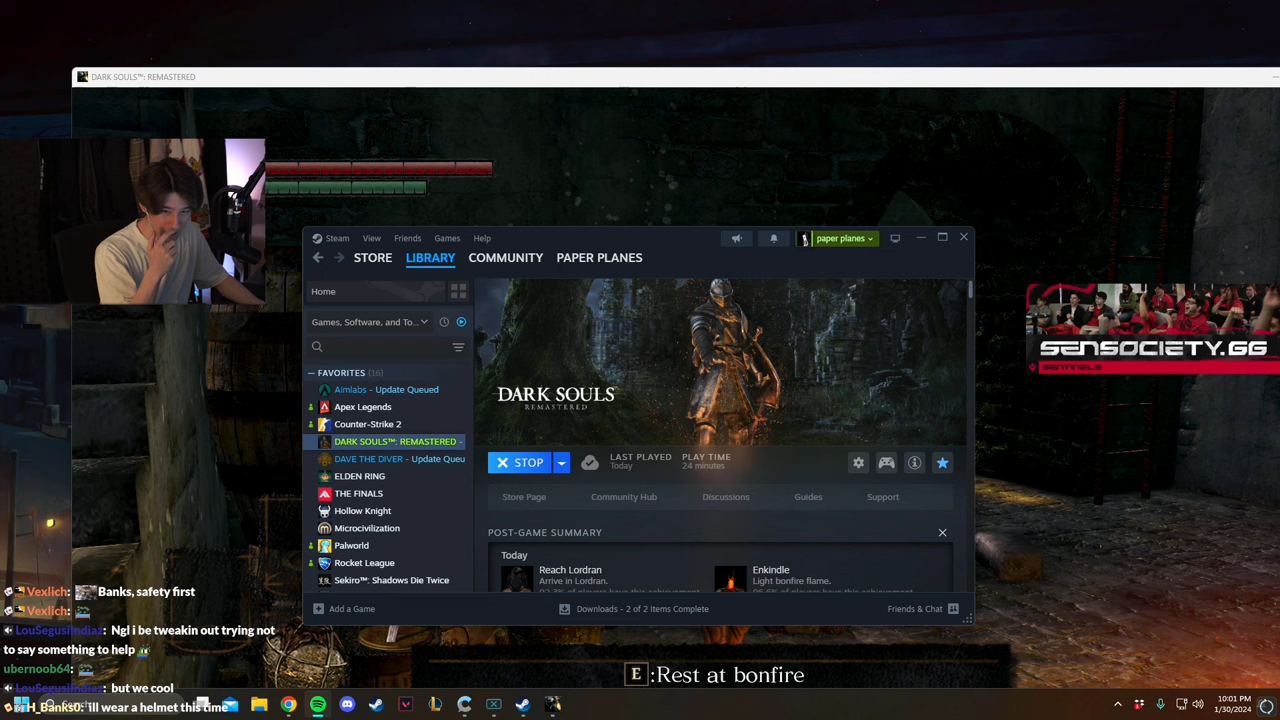 DARK SOULS™: REMASTERED
Steam View Friends Games Help
paper planes
STORE LIBRARY COMMUNITY PAPER PLANES
Home
Games, Software, and To...
FAVORITES (16)
Aimlabs - Update Queued
Apex Legends
Counter-Strike 2
DARK SOULS™: REMASTERED -
DAVE THE DIVER - Update Queu
ELDEN RING
THE FINALS
Hollow Knight
Microcivilization
Palworld
Rocket League
Sekiro™: Shadows Die Twice
DARK SOULS
REMASTERED
STOP
LAST PLAYED
Today
PLAY TIME
24 minutes
Store Page Community Hub Discussions Guides Support
POST-GAME SUMMARY
Today
Reach Lordran
Arrive in Lordran.
Enkindle
Light bonfire flame.
Add a Game
Downloads - 2 of 2 Items Complete
Friends & Chat
SENSOCIETY.GG
SENTINELS
Vexlich: Banks, safety first
Vexlich:
LouSegusiIndiaz: Ngl i be tweakin out trying not
to say something to help
ubernoob64:
LouSegusiIndiaz: but we cool
H_Banks0: ill wear a helmet this time
E:Rest at bonfire
10:01 PM
1/30/2024